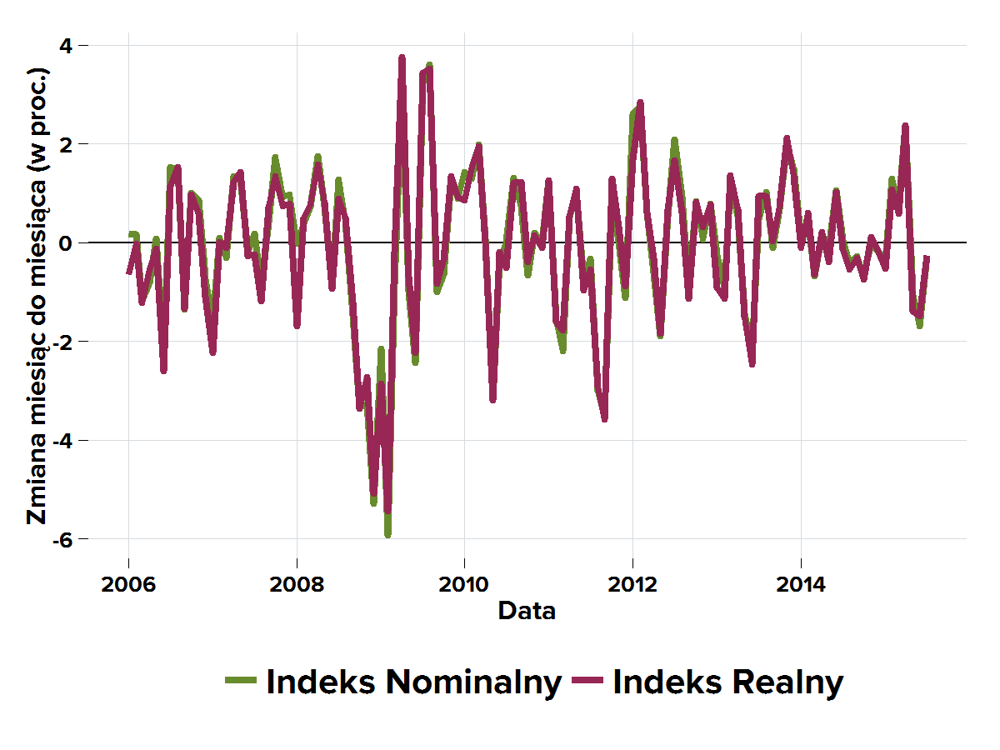 Zmiana miesiąc do miesiąca (w proc.)
4
2
0
-2
-4
-6
2006 2008 2010 2012 2014
Data
Indeks Nominalny Indeks Realny